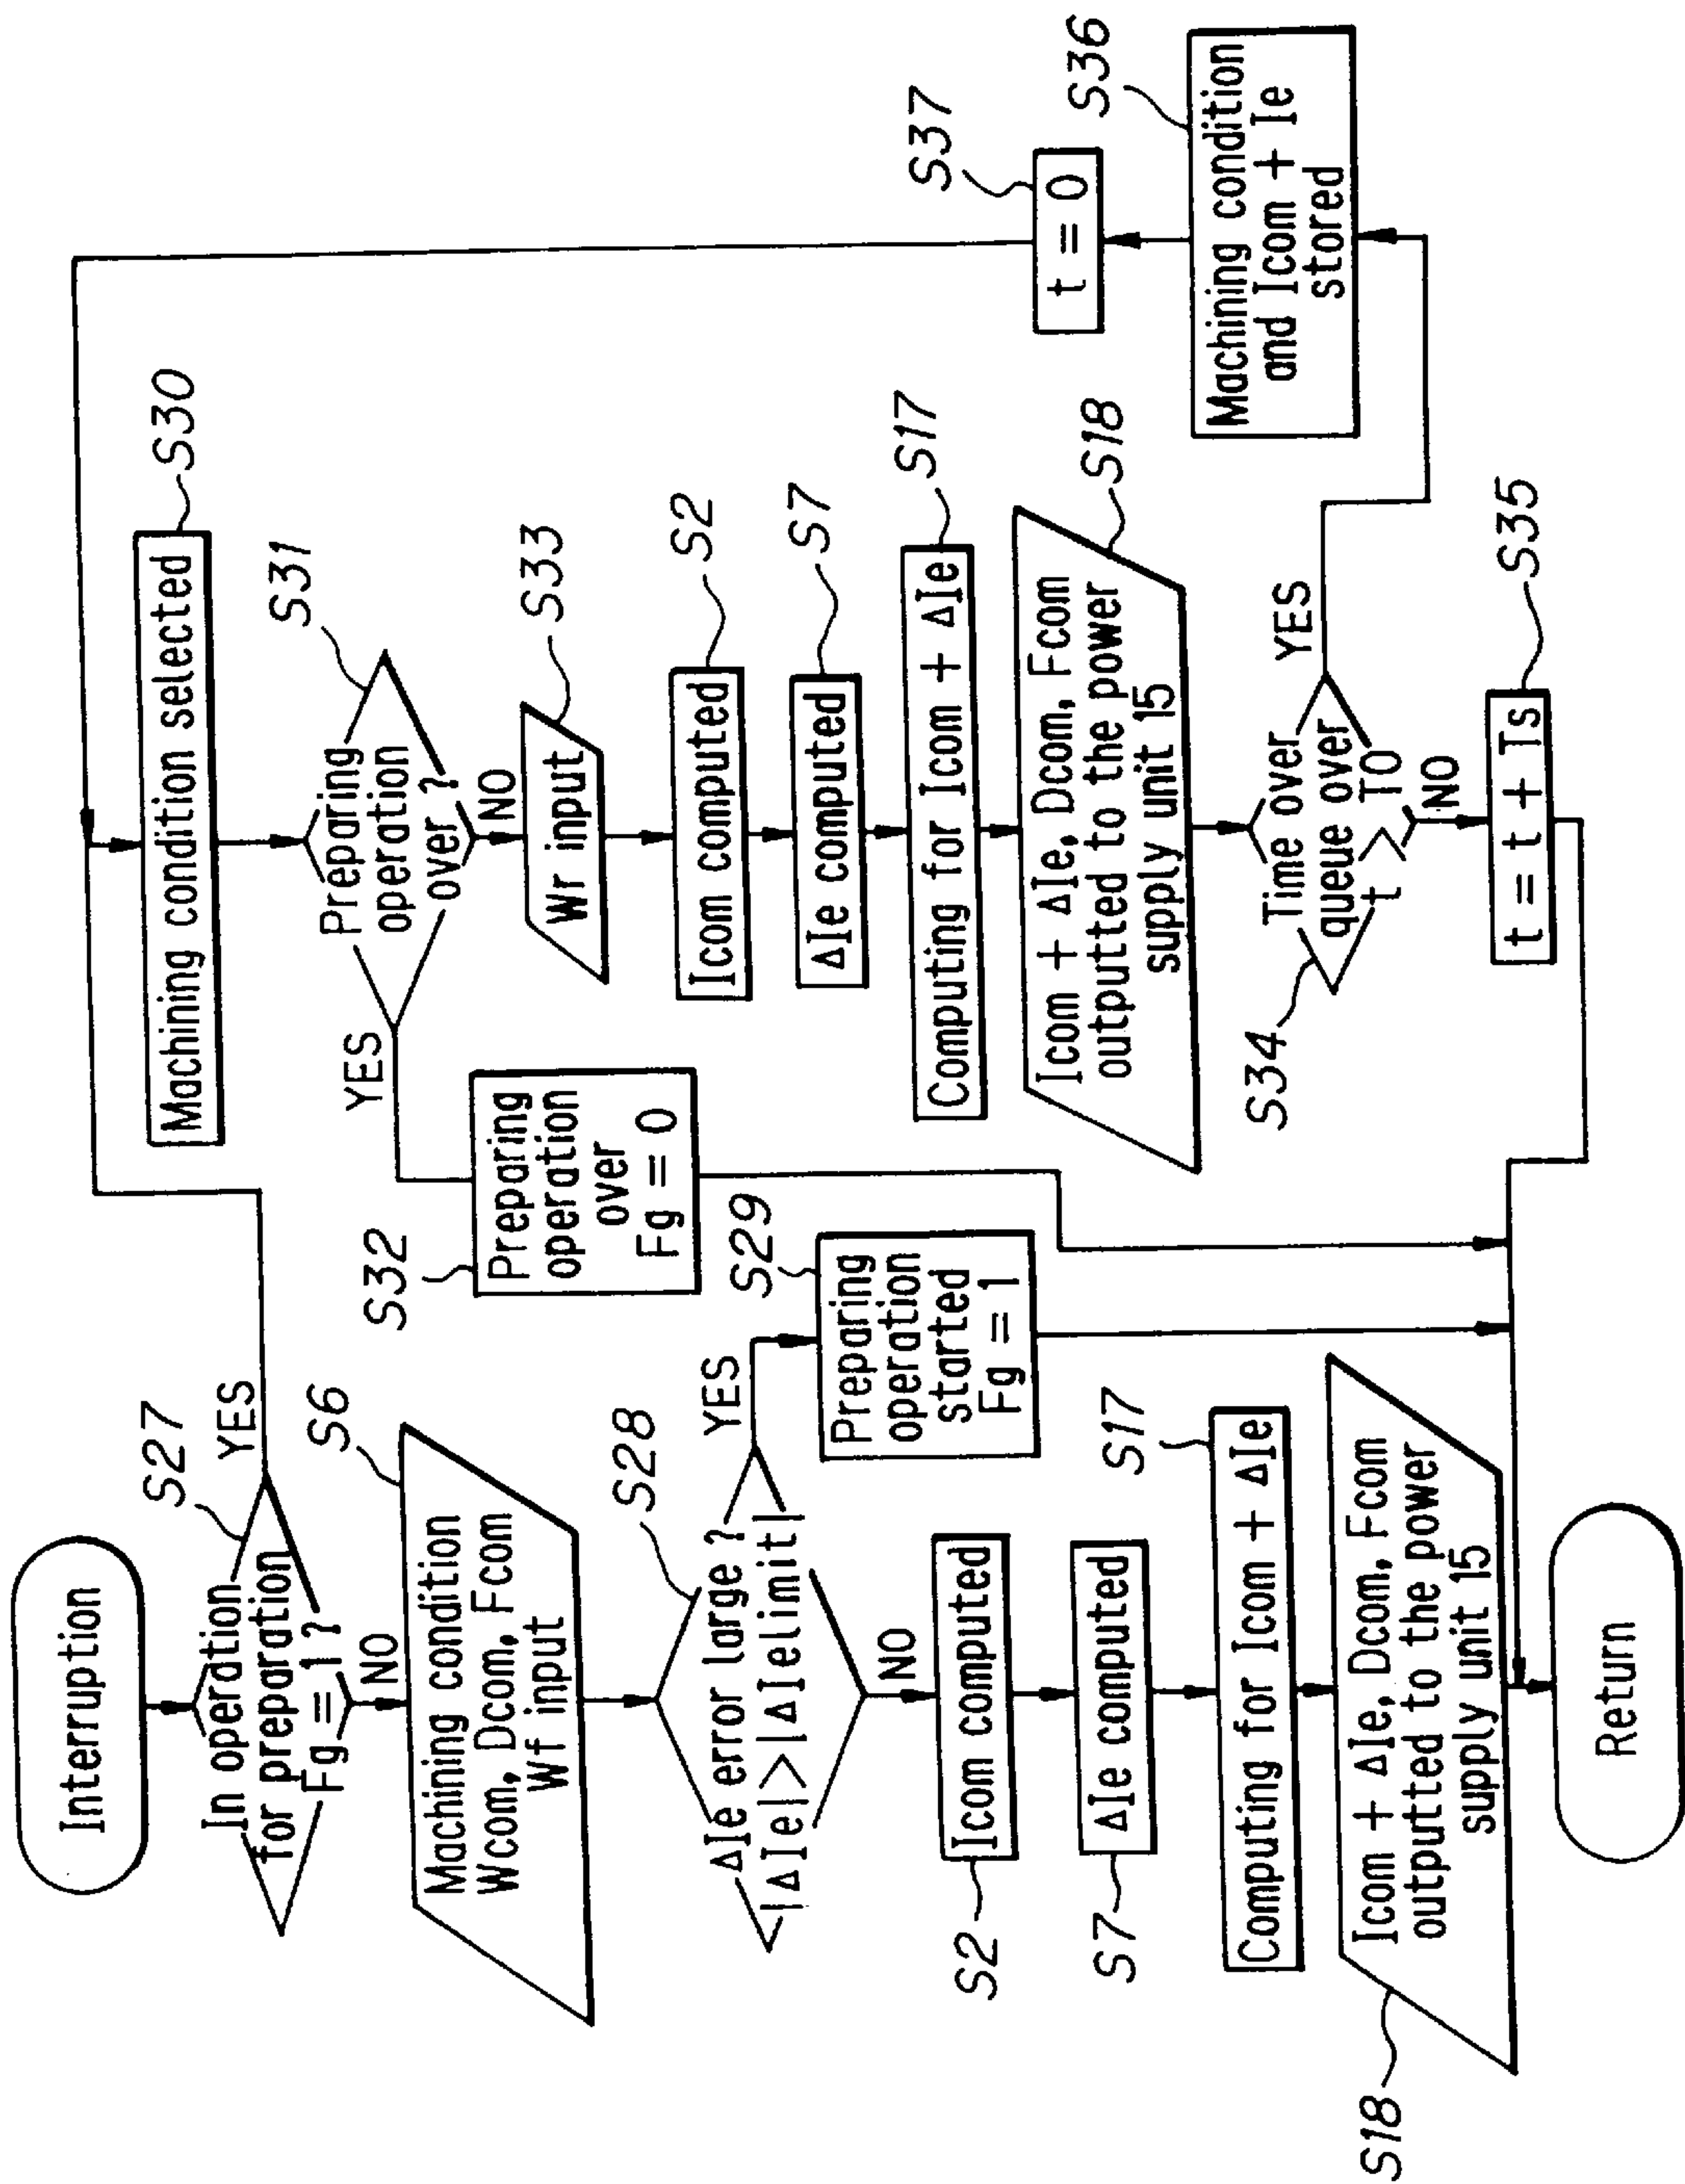 Interruption
In operation
for preparation
Fg = 1 ?
S27
YES
NO
Machining condition
Wcom, Dcom, Fcom
Wf input
S6
ΔIe error large ?
|ΔIe|>|ΔIelimit|
S28
YES
NO
Preparing
operation
started
Fg = 1
S29
Icom computed
S2
ΔIe computed
S7
Computing for Icom + ΔIe
S17
Icom + ΔIe, Dcom, Fcom
outputted to the power
supply unit 15
S18
Return
Machining condition selected
S30
Preparing
operation
over ?
S31
YES
NO
Preparing
operation
over
Fg = 0
S32
Wr input
S33
Icom computed
S2
ΔIe computed
S7
Computing for Icom + ΔIe
S17
Icom + ΔIe, Dcom, Fcom
outputted to the power
supply unit 15
S18
Time over
queue over
t > TO
S34
YES
NO
t = t + Ts
S35
Machining condition
and Icom + Ie
stored
S36
t = 0
S37